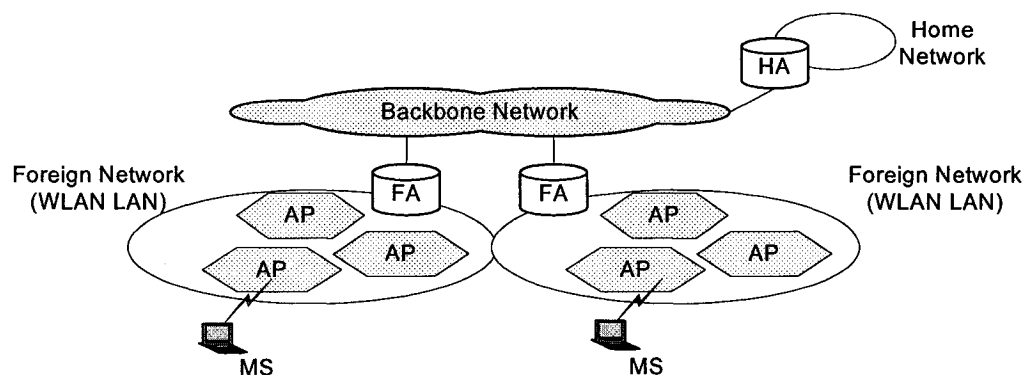 Home
Network
HA
Backbone Network
Foreign Network
(WLAN LAN)
FA
FA
Foreign Network
(WLAN LAN)
AP
AP
AP
AP
AP
AP
MS
MS